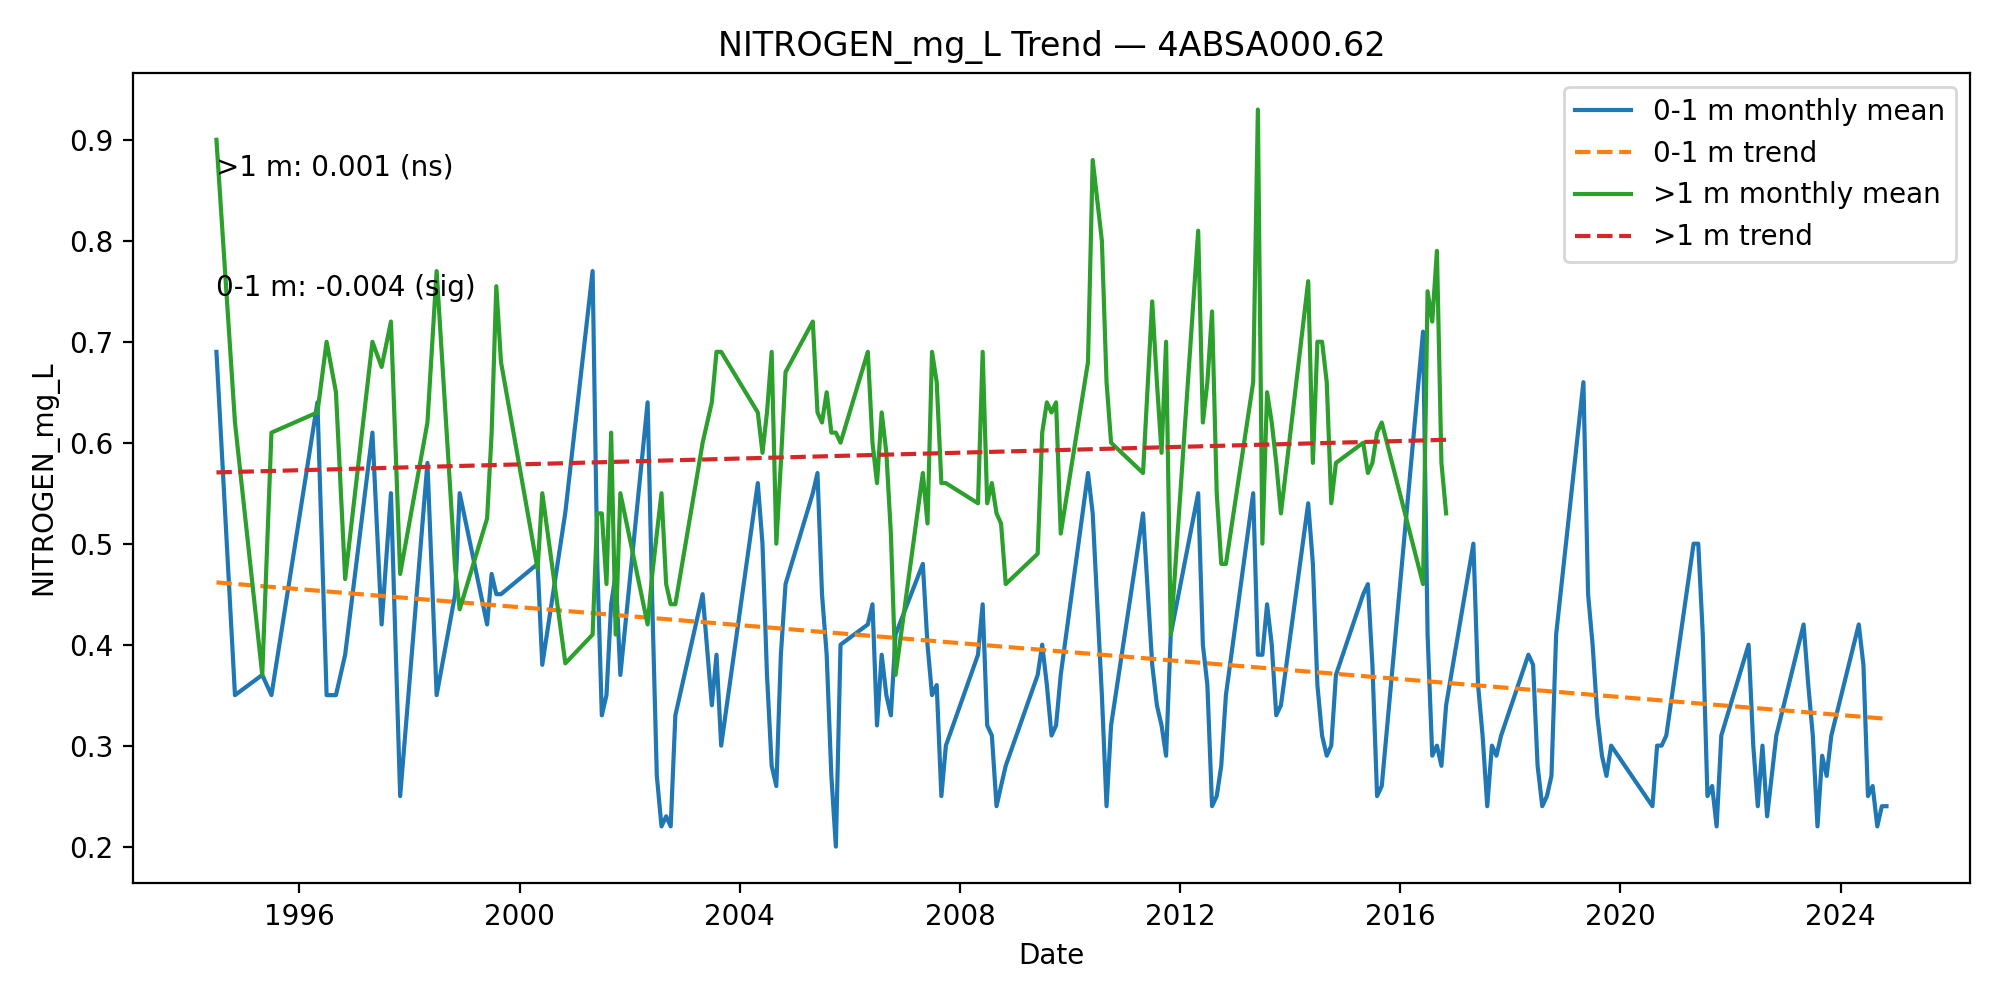 NITROGEN_mg_L Trend — 4ABSA000.62
0-1 m monthly mean
0-1 m trend
>1 m monthly mean
>1 m trend
>1 m: 0.001 (ns)
0-1 m: -0.004 (sig)
NITROGEN_mg_L
0.9
0.8
0.7
0.6
0.5
0.4
0.3
0.2
1996
2000
2004
2008
2012
2016
2020
2024
Date